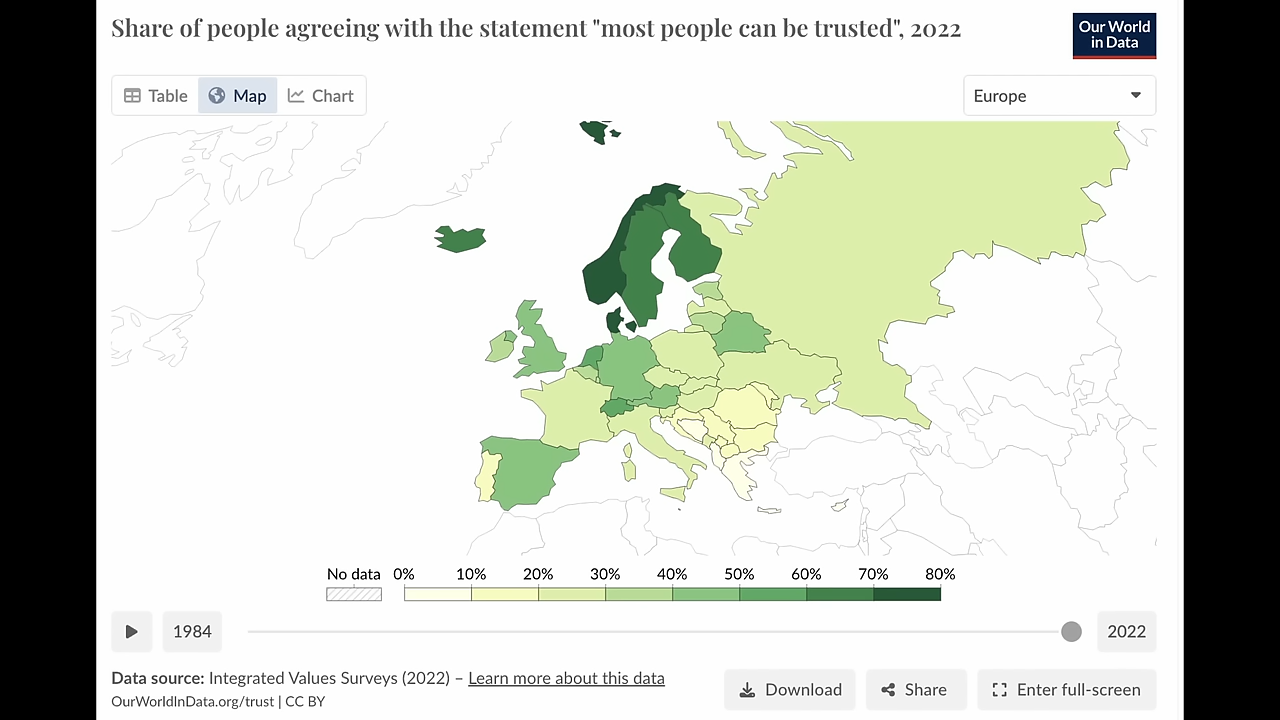 Share of people agreeing with the statement "most people can be trusted", 2022
Our World
in Data
Table
Map
Chart
Europe
No data
0%
10%
20%
30%
40%
50%
60%
70%
80%
1984
2022
Data source: Integrated Values Surveys (2022) – Learn more about this data
OurWorldInData.org/trust | CC BY
Download
Share
Enter full-screen